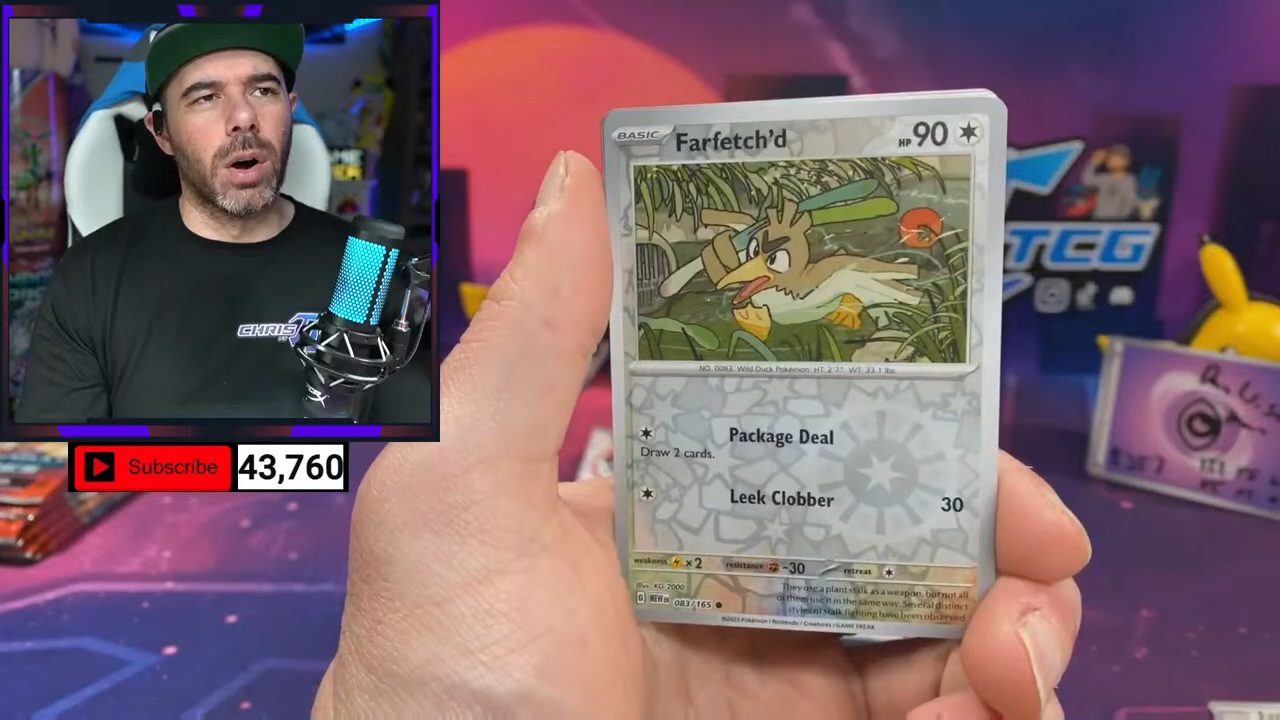 BASIC
Farfetch'd
HP 90
NO. 0083 Wild Duck Pokémon HT: 2'7" WT: 33.1 lbs.
Package Deal
Draw 2 cards.
Leek Clobber
30
weakness ×2 resistance -30 retreat
Illus. KG-2000
G MEW EN 083/165
They use a plant stalk as a weapon, but not all
of them use it in the same way. Several distinct
styles of stalk fighting have been observed.
©2023 Pokémon / Nintendo / Creatures / GAME FREAK
CHRIS
TCG
Subscribe
43,760